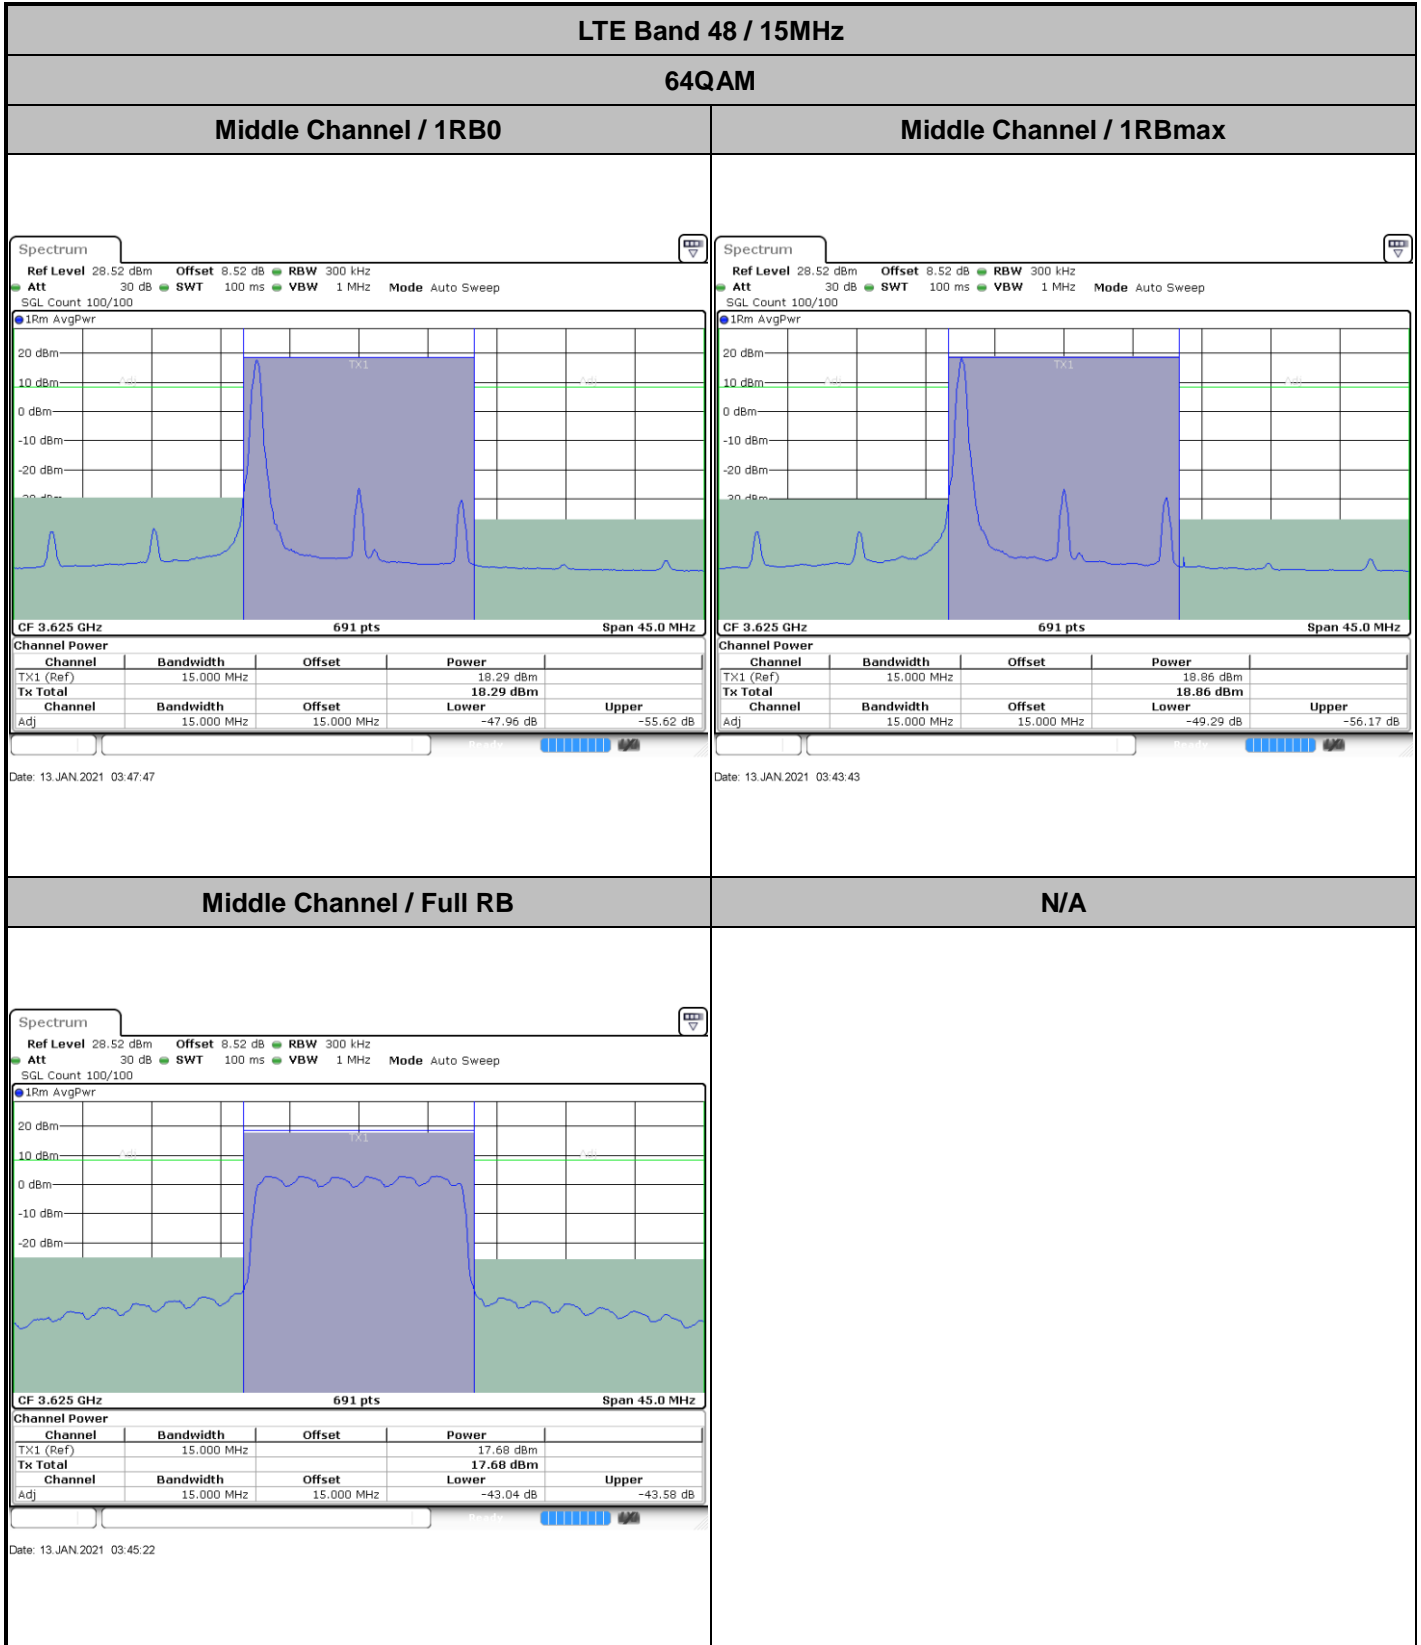 LTE Band 48 / 15MHz
64QAM
Middle Channel / 1RB0
Middle Channel / 1RBmax
Spectrum
Ref Level 28.52 dBm Offset 8.52 dB RBW 300 kHz
Att 30 dB SWT 100 ms VBW 1 MHz Mode Auto Sweep
SGL Count 100/100
1Rm AvgPwr
20 dBm
TX1
10 dBm
Adj
Adj
0 dBm
-10 dBm
-20 dBm
-30 dBm
CF 3.625 GHz 691 pts Span 45.0 MHz
Channel Power
Channel Bandwidth Offset Power
TX1 (Ref) 15.000 MHz 18.29 dBm
Tx Total 18.29 dBm
Channel Bandwidth Offset Lower Upper
Adj 15.000 MHz 15.000 MHz -47.96 dB -55.62 dB
Ready
Date: 13.JAN.2021 03:47:47
Spectrum
Ref Level 28.52 dBm Offset 8.52 dB RBW 300 kHz
Att 30 dB SWT 100 ms VBW 1 MHz Mode Auto Sweep
SGL Count 100/100
1Rm AvgPwr
20 dBm
TX1
10 dBm
Adj
Adj
0 dBm
-10 dBm
-20 dBm
-30 dBm
CF 3.625 GHz 691 pts Span 45.0 MHz
Channel Power
Channel Bandwidth Offset Power
TX1 (Ref) 15.000 MHz 18.86 dBm
Tx Total 18.86 dBm
Channel Bandwidth Offset Lower Upper
Adj 15.000 MHz 15.000 MHz -49.29 dB -56.17 dB
Ready
Date: 13.JAN.2021 03:43:43
Middle Channel / Full RB
N/A
Spectrum
Ref Level 28.52 dBm Offset 8.52 dB RBW 300 kHz
Att 30 dB SWT 100 ms VBW 1 MHz Mode Auto Sweep
SGL Count 100/100
1Rm AvgPwr
20 dBm
TX1
10 dBm
Adj
Adj
0 dBm
-10 dBm
-20 dBm
CF 3.625 GHz 691 pts Span 45.0 MHz
Channel Power
Channel Bandwidth Offset Power
TX1 (Ref) 15.000 MHz 17.68 dBm
Tx Total 17.68 dBm
Channel Bandwidth Offset Lower Upper
Adj 15.000 MHz 15.000 MHz -43.04 dB -43.58 dB
Ready
Date: 13.JAN.2021 03:45:22